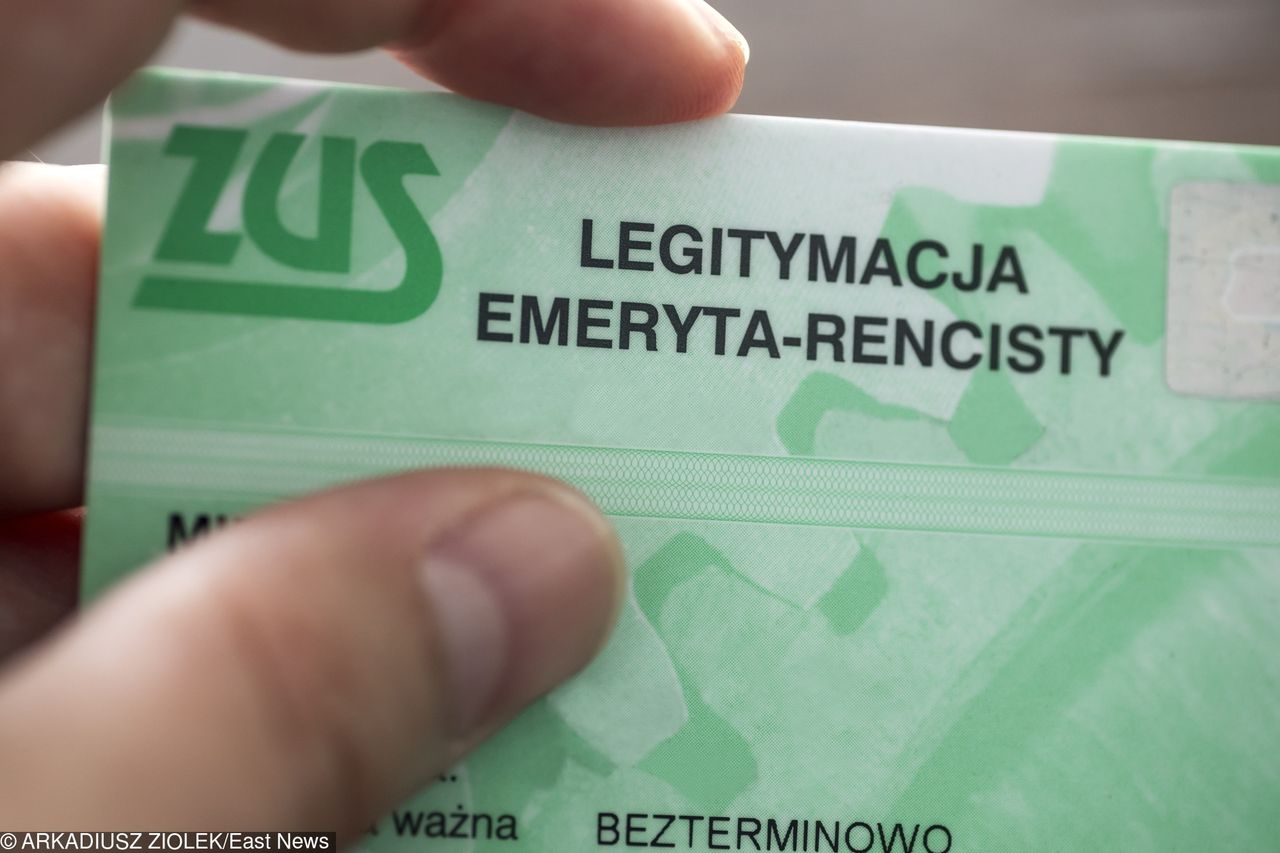 ZUS
LEGITYMACJA
EMERYTA-RENCISTY
ważna BEZTERMINOWO
© ARKADIUSZ ZIOLEK/East News